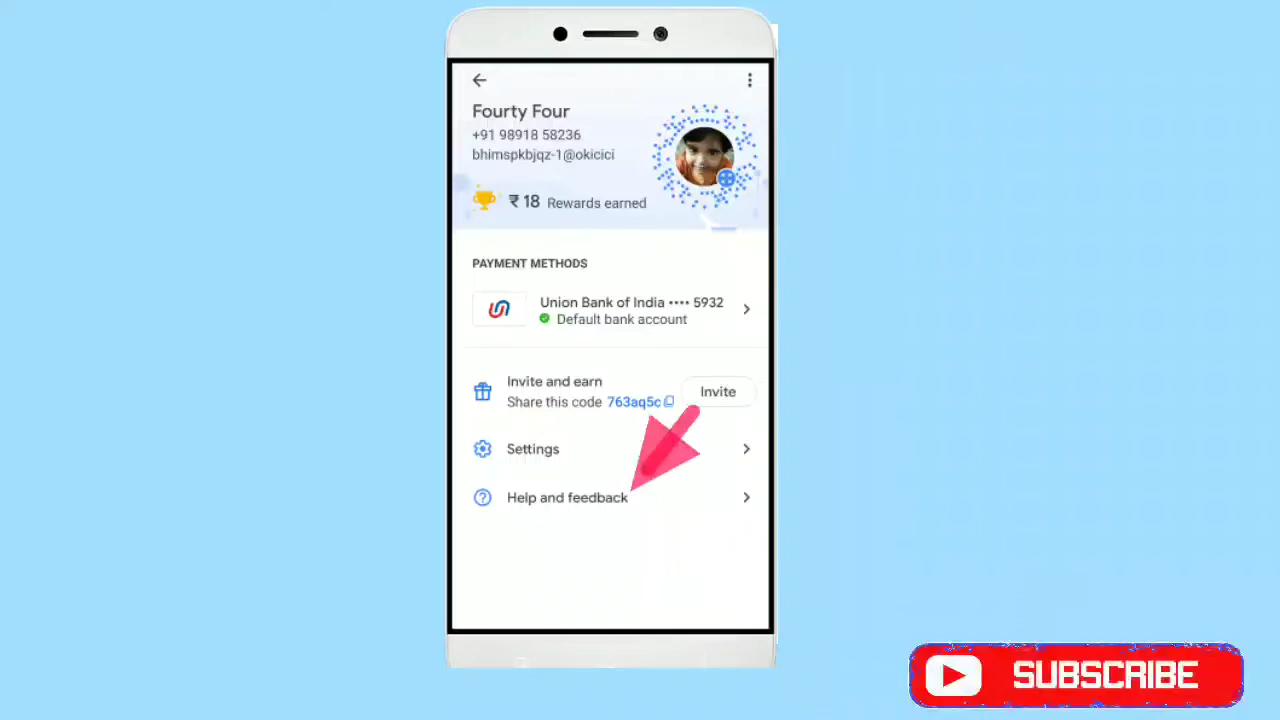 Fourty Four
+91 98918 58236
bhimspkbjqz-1@okicici
₹ 18 Rewards earned
PAYMENT METHODS
Union Bank of India •••• 5932
Default bank account
Invite and earn
Share this code 763aq5c
Invite
Settings
Help and feedback
SUBSCRIBE